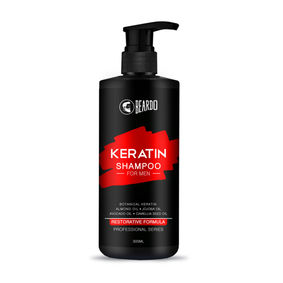 BEARDO
KERATIN
SHAMPOO
FOR MEN
BOTANICAL KERATIN
ALMOND OIL • JOJOBA OIL
AVOCADO OIL • CAMELLIA SEED OIL
RESTORATIVE FORMULA
PROFESSIONAL SERIES